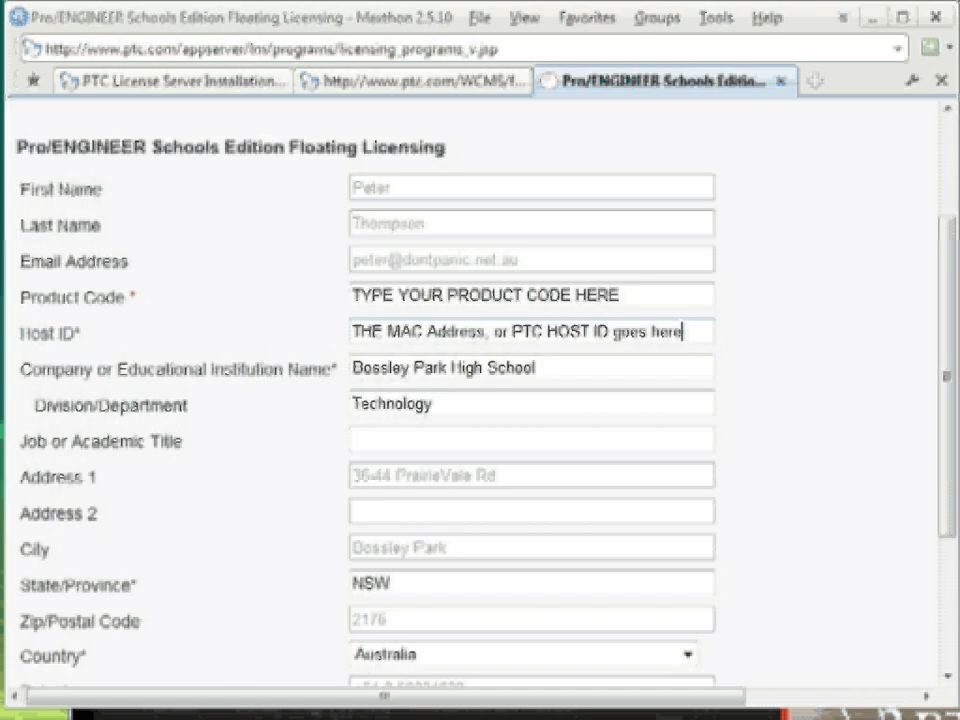 Pro/ENGINEER Schools Edition Floating Licensing - Maxthon 2.5.10 File View Favorites Groups Tools Help
http://www.ptc.com/appserver/lm/programs/licensing_programs_v.jsp
PTC License Server Installation... http://www.ptc.com/WCMS/f... Pro/ENGINEER Schools Editio...
Pro/ENGINEER Schools Edition Floating Licensing
First Name Peter
Last Name Thompson
Email Address peter@dontpanic.net.au
Product Code * TYPE YOUR PRODUCT CODE HERE
Host ID* THE MAC Address, or PTC HOST ID goes here
Company or Educational Institution Name* Bossley Park High School
Division/Department Technology
Job or Academic Title
Address 1 36-44 PrairieVale Rd
Address 2
City Bossley Park
State/Province* NSW
Zip/Postal Code 2176
Country* Australia